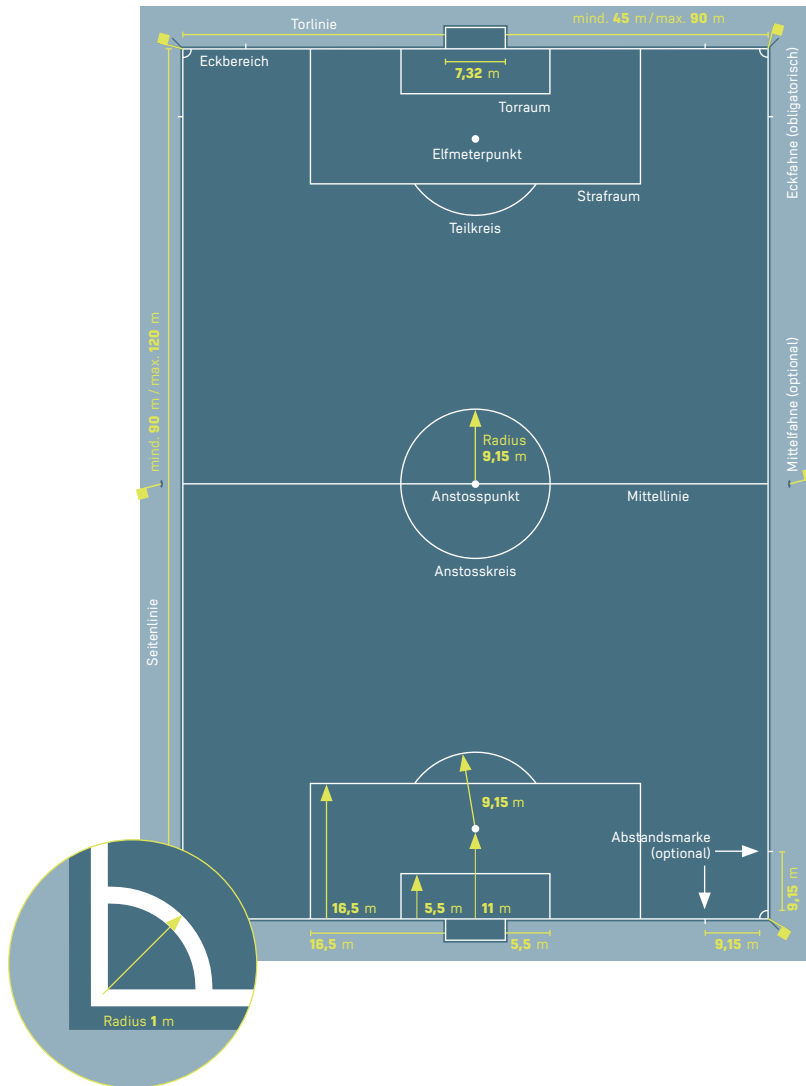 Torlinie
mind. 45 m / max. 90 m
Eckbereich
7,32 m
Torraum
Eckfahne (obligatorisch)
Elfmeterpunkt
Strafraum
Teilkreis
mind. 90 m / max. 120 m
Mittelfahne (optional)
Radius
9,15 m
Anstosspunkt
Mittellinie
Anstosskreis
Seitenlinie
9,15 m
Abstandsmarke
(optional)
9,15 m
16,5 m
5,5 m
11 m
16,5 m
5,5 m
9,15 m
Radius 1 m